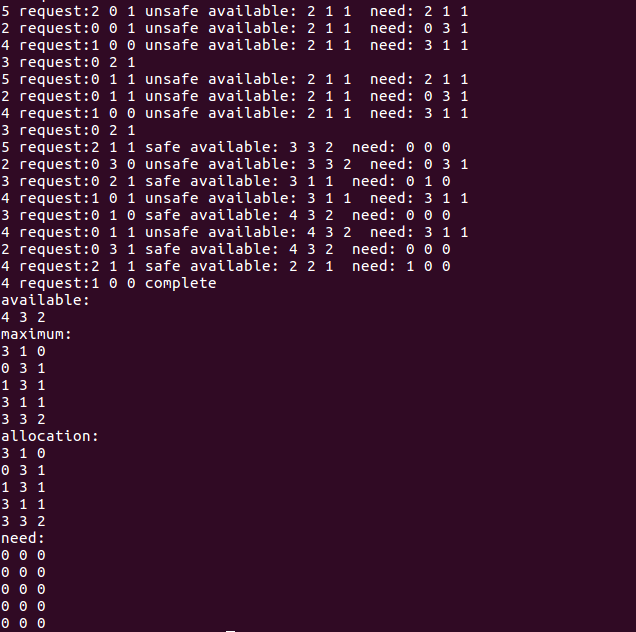 5 request:2 0 1 unsafe available: 2 1 1  need: 2 1 1
2 request:0 0 1 unsafe available: 2 1 1  need: 0 3 1
4 request:1 0 0 unsafe available: 2 1 1  need: 3 1 1
3 request:0 2 1
5 request:0 1 1 unsafe available: 2 1 1  need: 2 1 1
2 request:0 1 1 unsafe available: 2 1 1  need: 0 3 1
4 request:1 0 0 unsafe available: 2 1 1  need: 3 1 1
3 request:0 2 1
5 request:2 1 1 safe available: 3 3 2  need: 0 0 0
2 request:0 3 0 unsafe available: 3 3 2  need: 0 3 1
3 request:0 2 1 safe available: 3 1 1  need: 0 1 0
4 request:1 0 1 unsafe available: 3 1 1  need: 3 1 1
3 request:0 1 0 safe available: 4 3 2  need: 0 0 0
4 request:0 1 1 unsafe available: 4 3 2  need: 3 1 1
2 request:0 3 1 safe available: 4 3 2  need: 0 0 0
4 request:2 1 1 safe available: 2 2 1  need: 1 0 0
4 request:1 0 0 complete
available:
4 3 2
maximum:
3 1 0
0 3 1
1 3 1
3 1 1
3 3 2
allocation:
3 1 0
0 3 1
1 3 1
3 1 1
3 3 2
need:
0 0 0
0 0 0
0 0 0
0 0 0
0 0 0